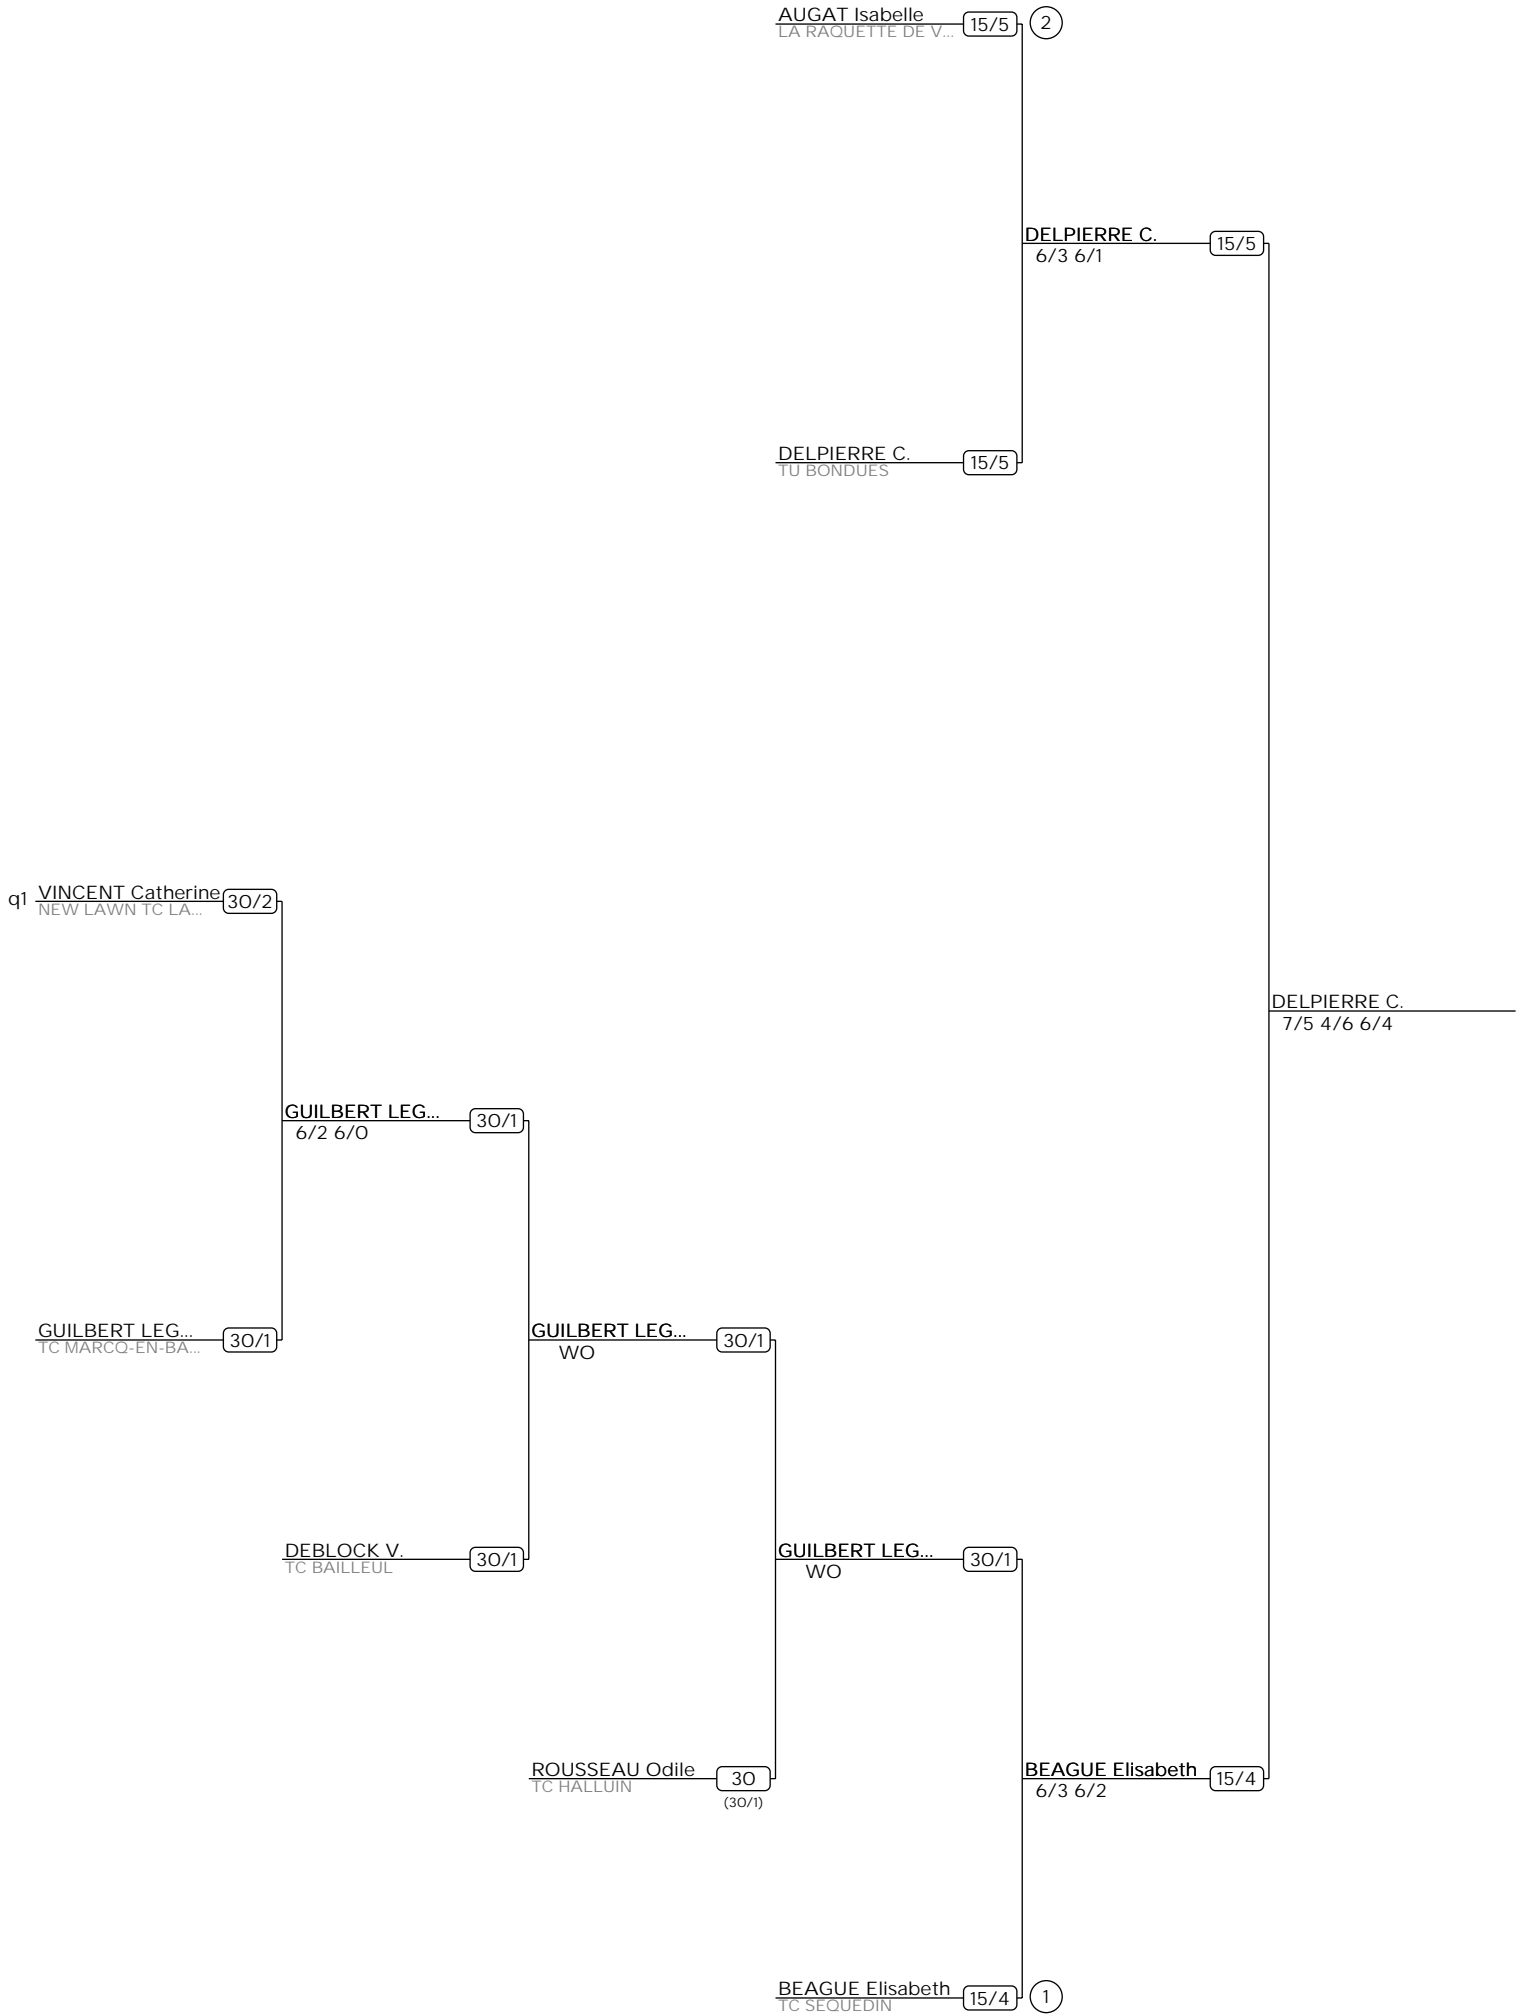 AUGAT Isabelle
LA RAQUETTE DE V...
15/5
2
DELPIERRE C.
6/3 6/1
15/5
DELPIERRE C.
TU BONDUES
15/5
q1
VINCENT Catherine
NEW LAWN TC LA...
30/2
DELPIERRE C.
7/5 4/6 6/4
GUILBERT LEG...
6/2 6/0
30/1
GUILBERT LEG...
TC MARCQ-EN-BA...
30/1
GUILBERT LEG...
WO
30/1
DEBLOCK V.
TC BAILLEUL
30/1
GUILBERT LEG...
WO
30/1
ROUSSEAU Odile
TC HALLUIN
30
(30/1)
BEAGUE Elisabeth
6/3 6/2
15/4
BEAGUE Elisabeth
TC SEQUEDIN
15/4
1